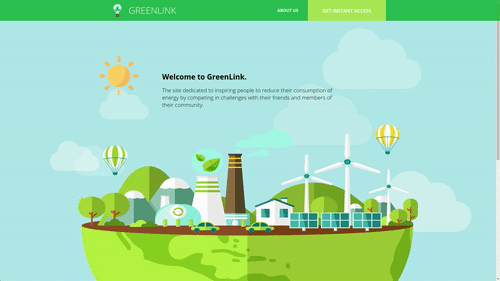 GREENLINK
ABOUT US
GET INSTANT ACCESS
Welcome to GreenLink.
The site dedicated to inspiring people to reduce their consumption of
energy by competing in challenges with their friends and members of
their community.